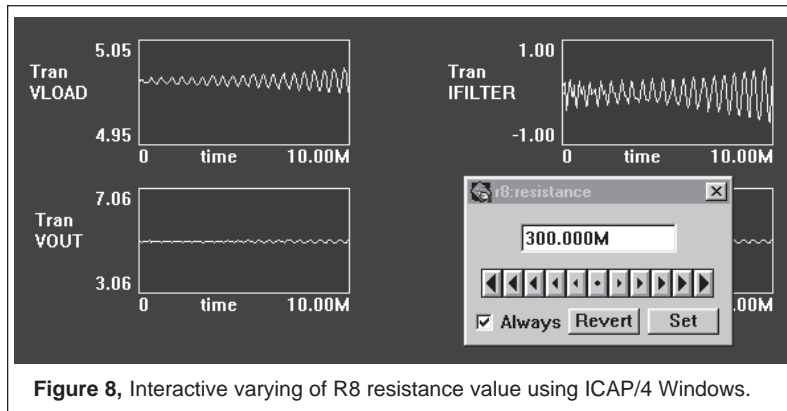 5.05
Tran
VLOAD
4.95
0 time 10.00M
1.00
Tran
IFILTER
-1.00
0 time 10.00M
7.06
Tran
VOUT
3.06
0 time 10.00M
r8:resistance
300.000M
Always Revert Set
.00M
Figure 8, Interactive varying of R8 resistance value using ICAP/4 Windows.